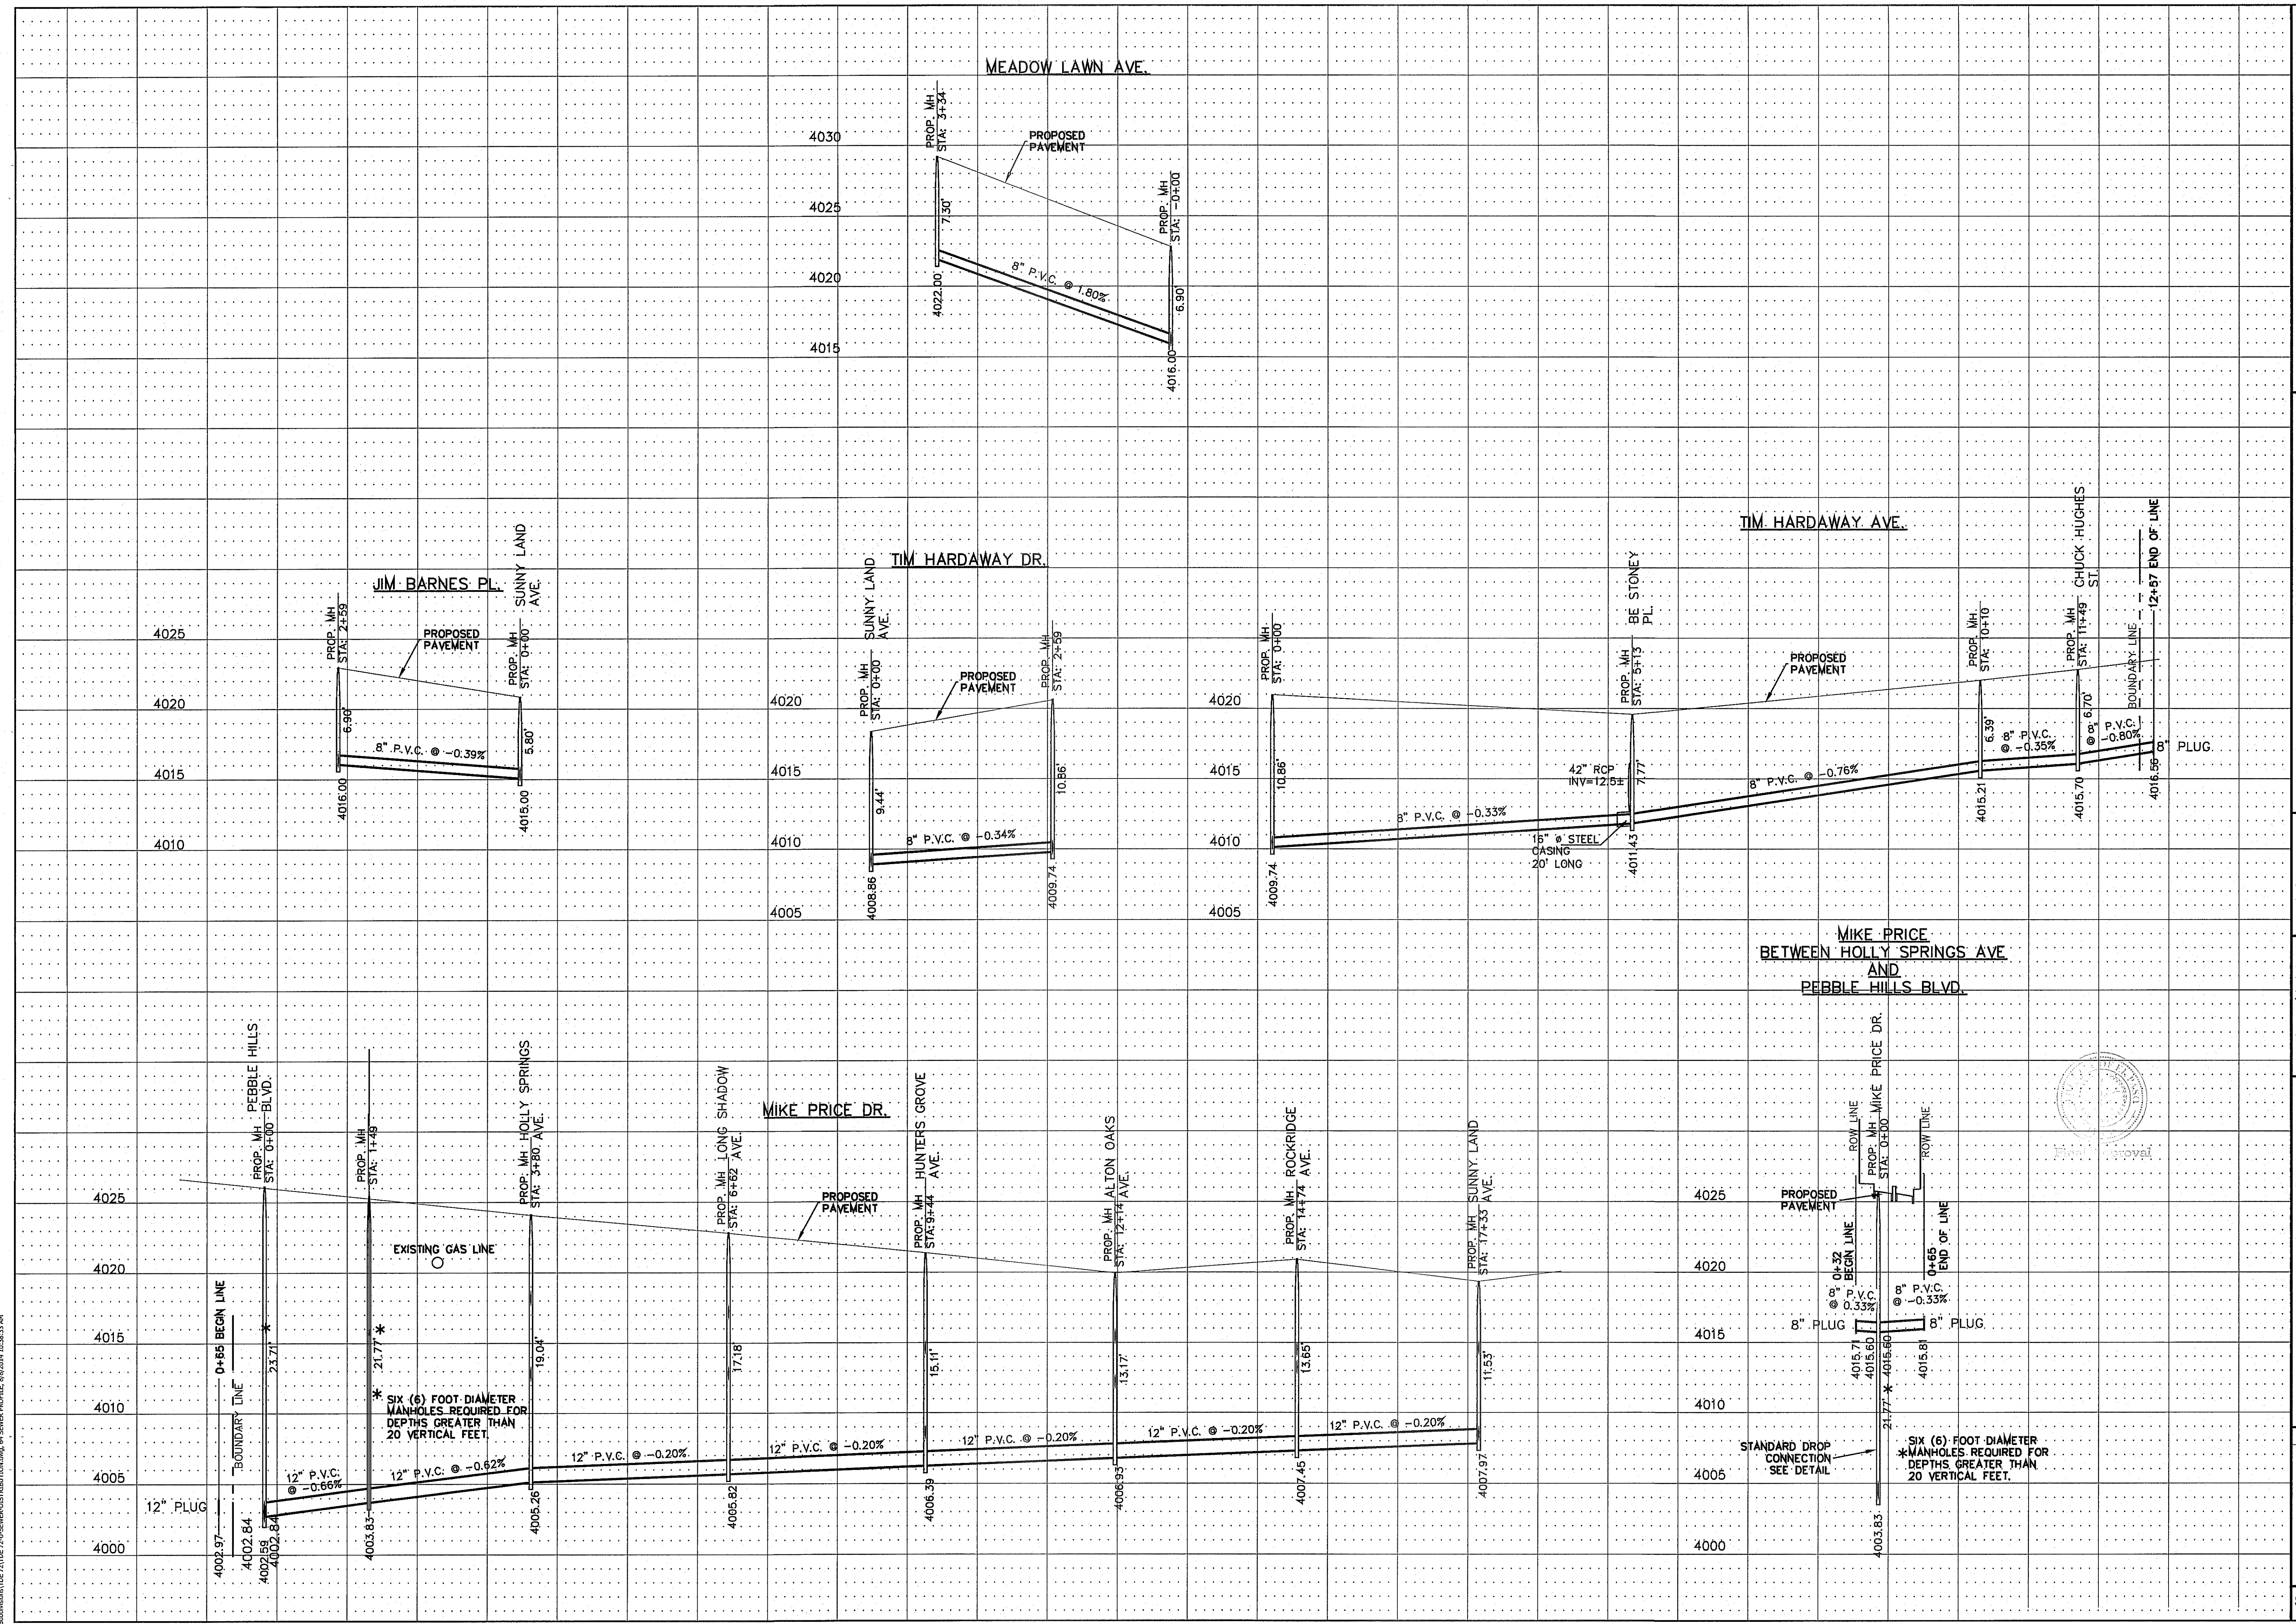 MEADOW LAWN AVE.
PROP. MH
STA: 3+34
4030
PROPOSED
PAVEMENT
PROP. MH
STA: -0+00
4025
7.30'
4020
8" P.V.C. @ 1.80%
6.90'
4022.00
4015
4016.00
JIM BARNES PL.
SUNNY LAND
AVE.
PROP. MH
STA: 2+59
PROP. MH
STA: 0+00
4025
PROPOSED
PAVEMENT
4020
6.90'
8" P.V.C. @ -0.39%
5.80'
4015
4016.00
4015.00
4010
TIM HARDAWAY DR.
SUNNY LAND
AVE.
PROP. MH
STA: 0+00
PROP. MH
STA: 2+59
PROPOSED
PAVEMENT
4020
4015
9.44'
10.86'
4010
8" P.V.C. @ -0.34%
4008.86
4009.74
4005
TIM HARDAWAY AVE.
PROP. MH
STA: 0+00
BE STONEY
PL.
PROP. MH
STA: 5+13
PROPOSED
PAVEMENT
PROP. MH
STA: 10+10
CHUCK HUGHES
ST.
PROP. MH
STA: 11+49
BOUNDARY LINE
12+57 END OF LINE
4020
4015
10.86'
42" RCP
INV=12.5±
7.77'
8" P.V.C. @ -0.76%
6.39'
8" P.V.C.
@ -0.35%
6.70'
8" P.V.C.
@ -0.80%
8" PLUG
4010
8" P.V.C. @ -0.33%
16" ø STEEL
CASING
20' LONG
4009.74
4011.43
4015.21
4015.70
4016.56
4005
MIKE PRICE
BETWEEN HOLLY SPRINGS AVE
AND
PEBBLE HILLS BLVD.
ROW LINE
MIKE PRICE DR.
PROP. MH
STA: 0+00
ROW LINE
4025
PROPOSED
PAVEMENT
4020
0+32
BEGIN LINE
0+65
END OF LINE
8" P.V.C.
@ 0.33%
8" P.V.C.
@ -0.33%
4015
8" PLUG
8" PLUG
4015.71
4015.60
4015.60
4015.81
4010
21.77' *
STANDARD DROP
CONNECTION
SEE DETAIL
SIX (6) FOOT DIAMETER
*MANHOLES REQUIRED FOR
DEPTHS GREATER THAN
20 VERTICAL FEET.
4005
4000
4003.83
MIKE PRICE DR.
PEBBLE HILLS
BLVD.
PROP. MH
STA: 0+00
PROP. MH
STA: 1+49
HOLLY SPRINGS
AVE.
PROP. MH
STA: 3+80
LONG SHADOW
AVE.
PROP. MH
STA: 6+62
HUNTERS GROVE
AVE.
PROP. MH
STA: 9+44
ALTON OAKS
AVE.
PROP. MH
STA: 12+14
ROCKRIDGE
AVE.
PROP. MH
STA: 14+74
SUNNY LAND
AVE.
PROP. MH
STA: 17+33
4025
PROPOSED
PAVEMENT
EXISTING GAS LINE
4020
0+65 BEGIN LINE
BOUNDARY LINE
4015
*
23.71'
*
21.77'
19.04'
17.18'
15.11'
13.17'
13.65'
11.53'
4010
* SIX (6) FOOT DIAMETER
MANHOLES REQUIRED FOR
DEPTHS GREATER THAN
20 VERTICAL FEET.
4005
12" PLUG
12" P.V.C.
@ -0.66%
12" P.V.C. @ -0.62%
12" P.V.C. @ -0.20%
12" P.V.C. @ -0.20%
12" P.V.C. @ -0.20%
12" P.V.C. @ -0.20%
12" P.V.C. @ -0.20%
4000
4002.97
4002.84
4002.59
4002.84
4003.83
4005.26
4005.82
4006.39
4006.93
4007.45
4007.97